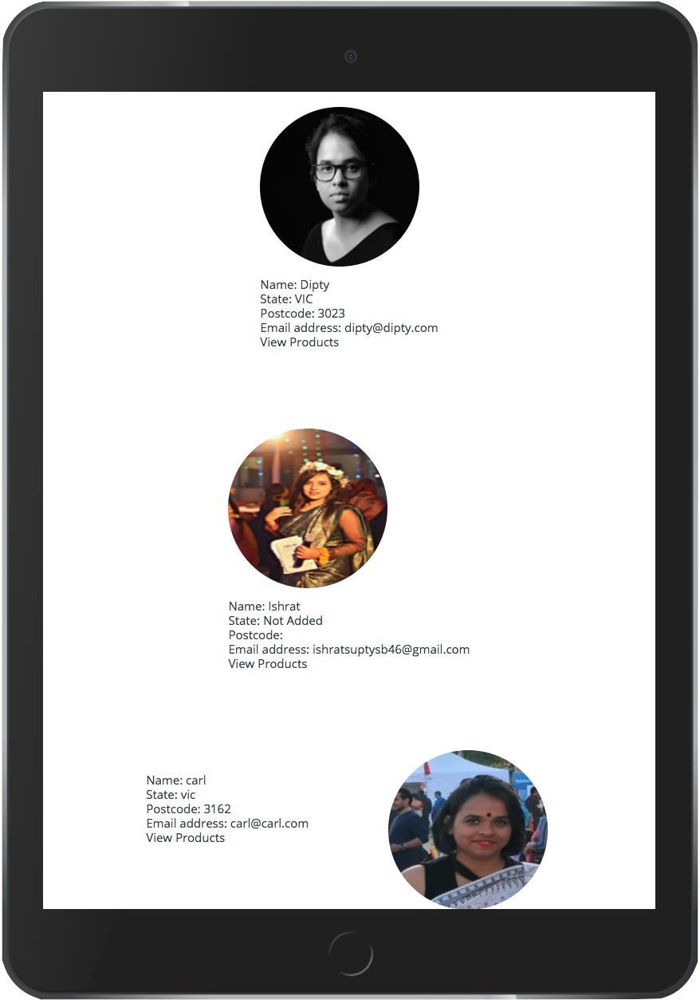 Name: Dipty
State: VIC
Postcode: 3023
Email address: dipty@dipty.com
View Products
Name: Ishrat
State: Not Added
Postcode:
Email address: ishratsuptysb46@gmail.com
View Products
Name: carl
State: vic
Postcode: 3162
Email address: carl@carl.com
View Products